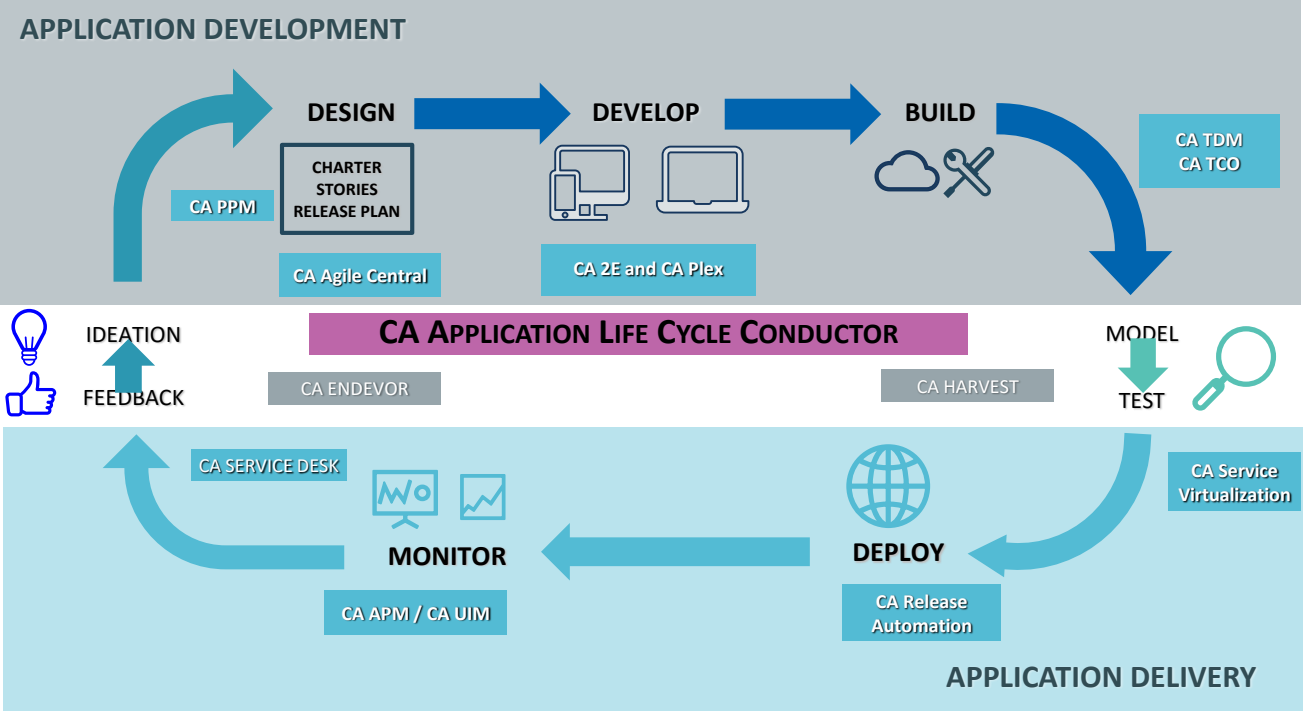 APPLICATION DEVELOPMENT
DESIGN
DEVELOP
BUILD
CHARTER
STORIES
RELEASE PLAN
CA PPM
CA Agile Central
CA 2E and CA Plex
CA TDM
CA TCO
IDEATION
FEEDBACK
CA APPLICATION LIFE CYCLE CONDUCTOR
CA ENDEVOR
CA HARVEST
MODEL
TEST
CA SERVICE DESK
CA Service
Virtualization
MONITOR
DEPLOY
CA APM / CA UIM
CA Release
Automation
APPLICATION DELIVERY